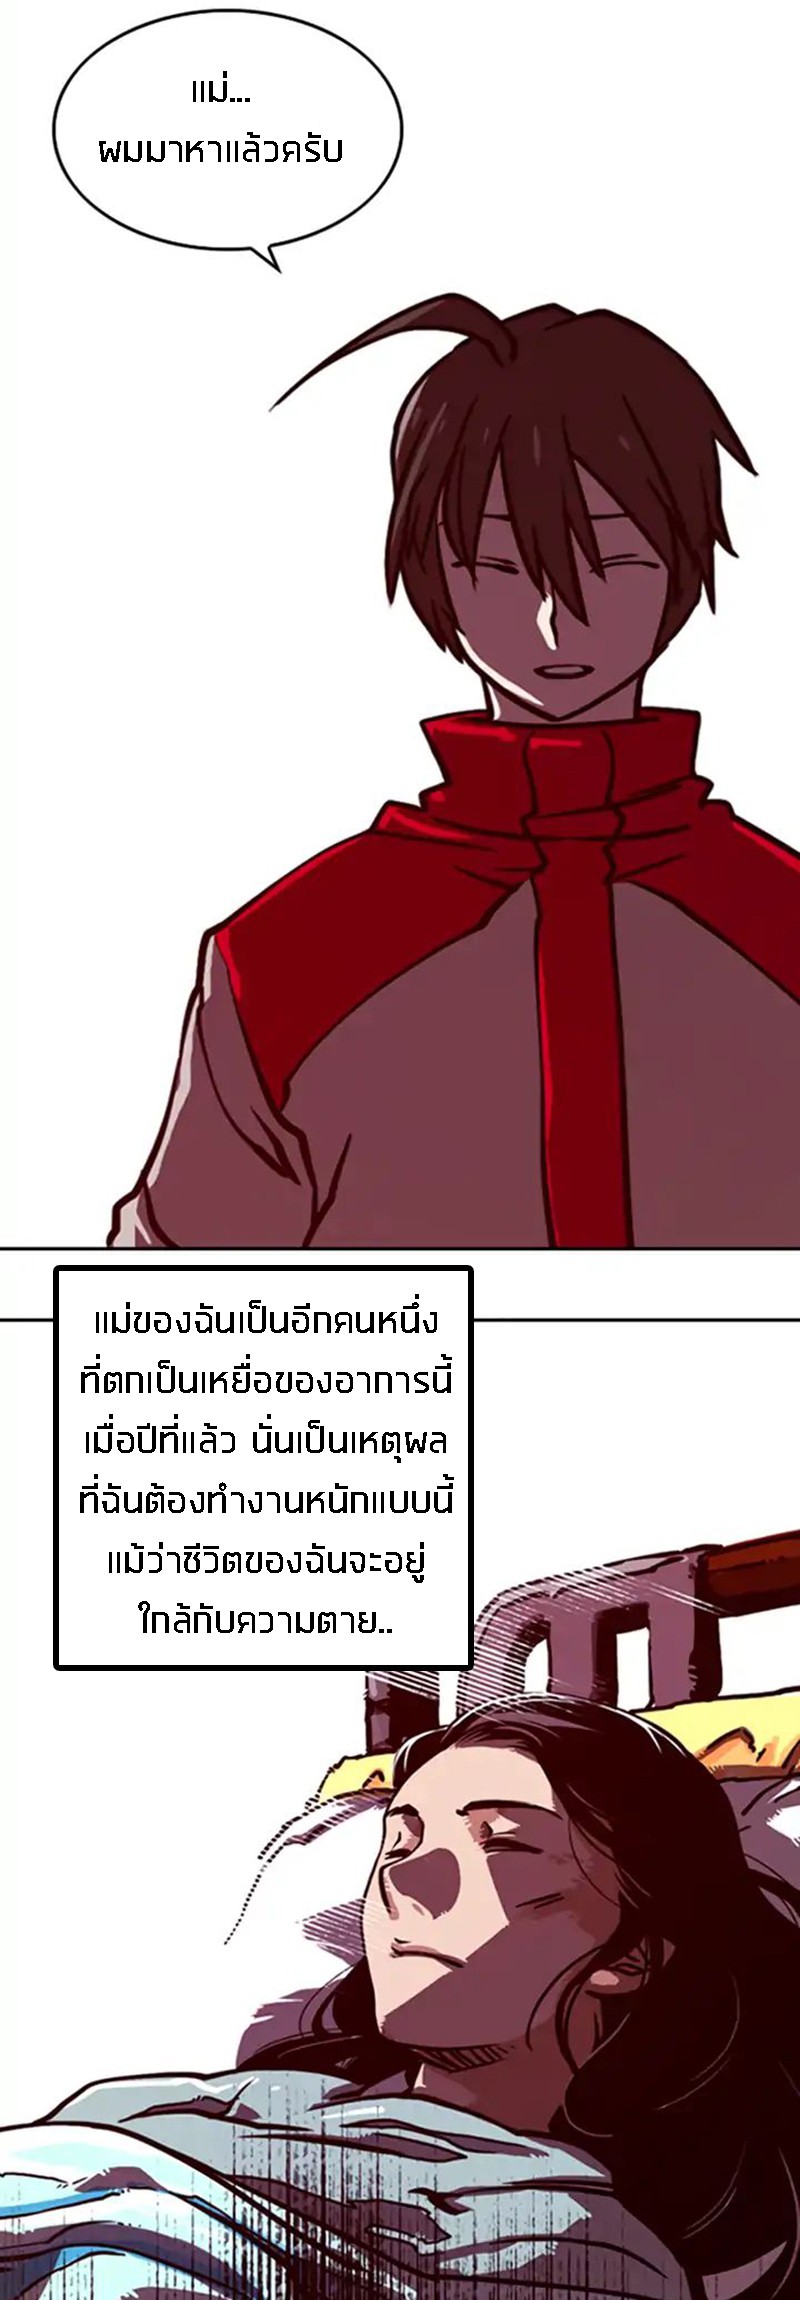 แม่...
ผมมาหาแล้วครับ
แม่ของฉันเป็นอีกคนหนึ่ง
ที่ตกเป็นเหยื่อของอาการนี้
เมื่อปีที่แล้ว นั่นเป็นเหตุผล
ที่ฉันต้องทำงานหนักแบบนี้
แม้ว่าชีวิตของฉันจะอยู่
ใกล้กับความตาย..